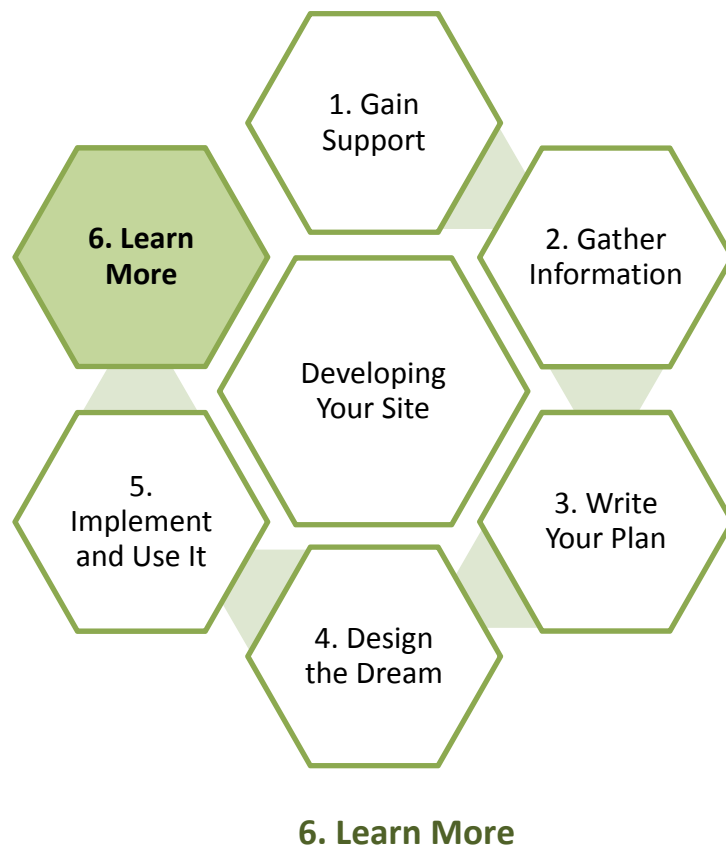 1. Gain
Support
2. Gather
Information
3. Write
Your Plan
4. Design
the Dream
5.
Implement
and Use It
6. Learn
More
Developing
Your Site
6. Learn More